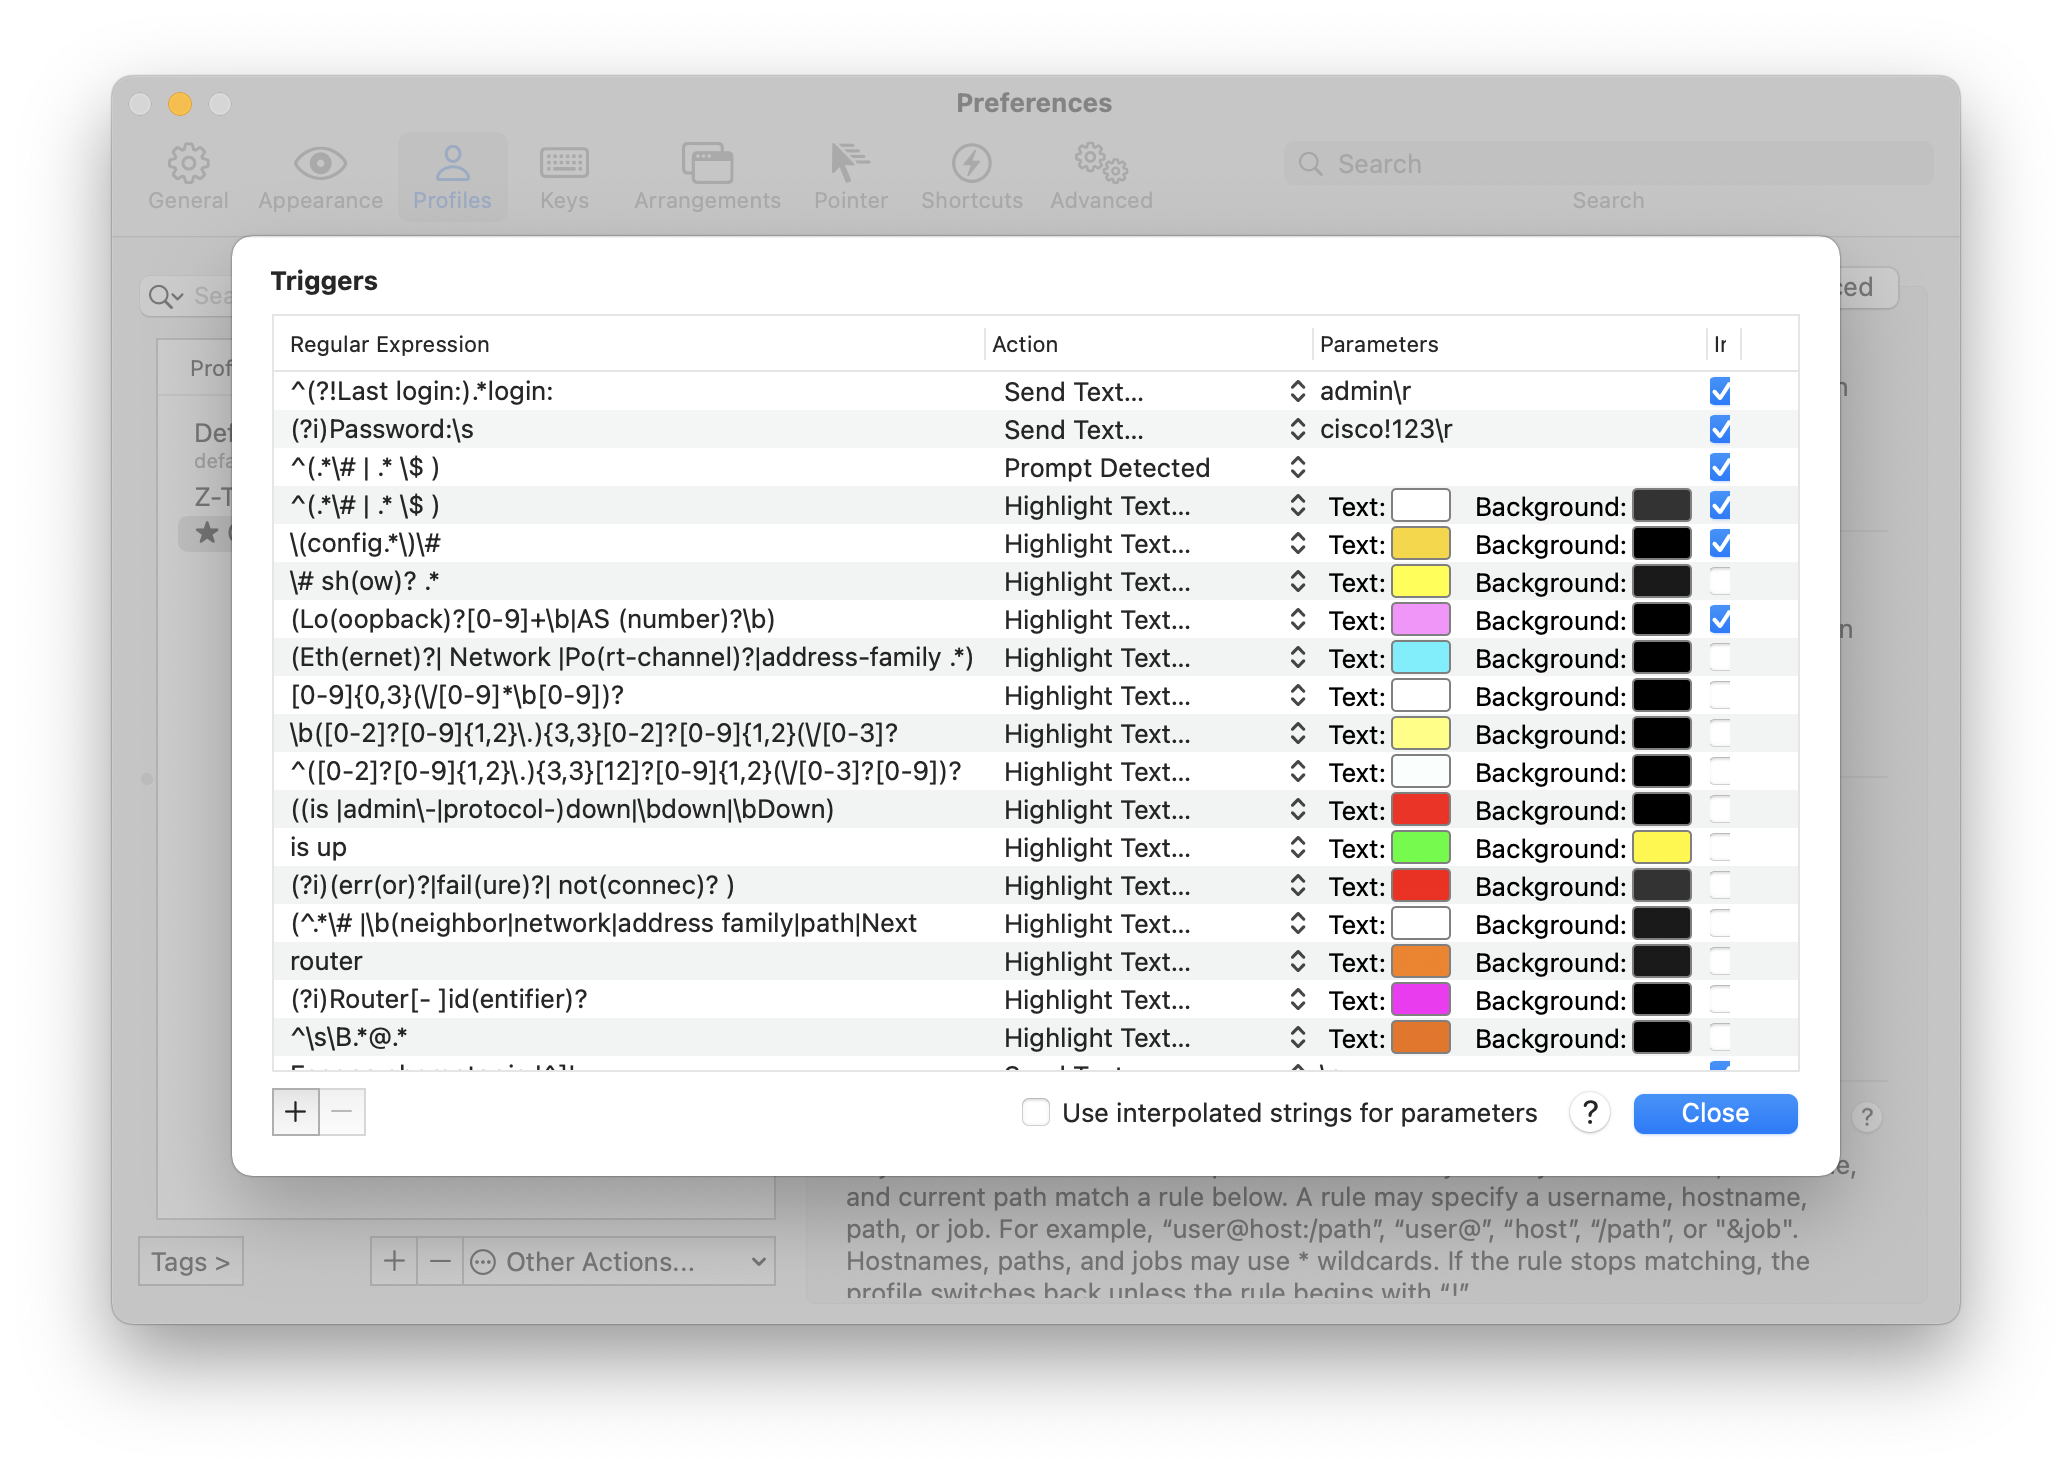 Preferences
General
Appearance
Profiles
Keys
Arrangements
Pointer
Shortcuts
Advanced
Search
Search
Triggers
Regular Expression Action Parameters
^(?!Last login:).*login: Send Text... admin\r
(?i)Password:\s Send Text... cisco!123\r
^(.*\# | .* \$ ) Prompt Detected
^(.*\# | .* \$ ) Highlight Text... Text: Background:
\(config.*\)\# Highlight Text... Text: Background:
\# sh(ow)? .* Highlight Text... Text: Background:
(Lo(oopback)?[0-9]+\b|AS (number)?\b) Highlight Text... Text: Background:
(Eth(ernet)?| Network |Po(rt-channel)?|address-family .*) Highlight Text... Text: Background:
[0-9]{0,3}(\/[0-9]*\b[0-9])? Highlight Text... Text: Background:
\b([0-2]?[0-9]{1,2}\.){3,3}[0-2]?[0-9]{1,2}(\/[0-3]? Highlight Text... Text: Background:
^([0-2]?[0-9]{1,2}\.){3,3}[12]?[0-9]{1,2}(\/[0-3]?[0-9])? Highlight Text... Text: Background:
((is |admin\-|protocol-)down|\bdown|\bDown) Highlight Text... Text: Background:
is up Highlight Text... Text: Background:
(?i)(err(or)?|fail(ure)?| not(connec)? ) Highlight Text... Text: Background:
(^.*\# |\b(neighbor|network|address family|path|Next Highlight Text... Text: Background:
router Highlight Text... Text: Background:
(?i)Router[- ]id(entifier)? Highlight Text... Text: Background:
^\s\B.*@.* Highlight Text... Text: Background:
Use interpolated strings for parameters ? Close
?
and current path match a rule below. A rule may specify a username, hostname,
path, or job. For example, “user@host:/path”, “user@”, “host”, “/path”, or "&job".
Hostnames, paths, and jobs may use * wildcards. If the rule stops matching, the
profile switches back unless the rule begins with “!”
Tags > + − Other Actions...